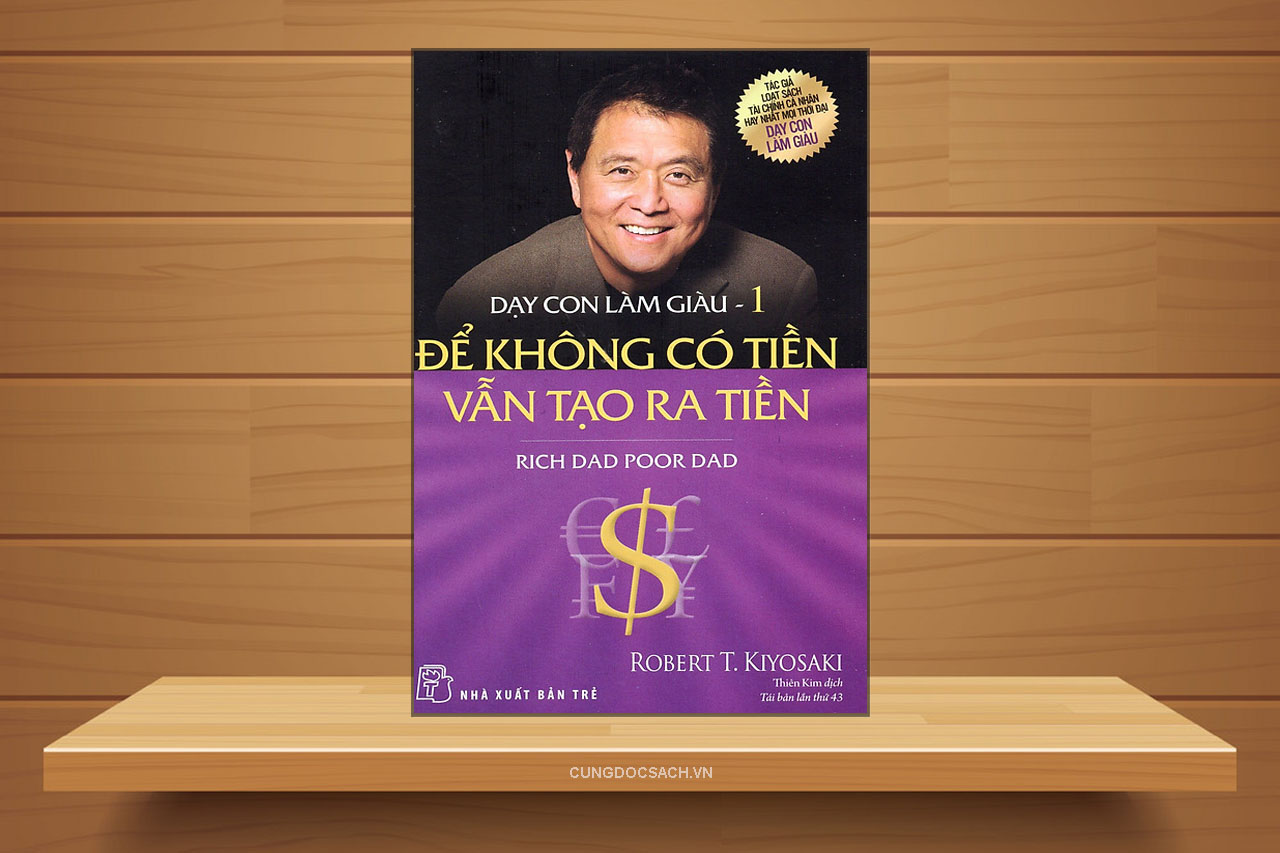 TÁC GIẢ
LOẠT SÁCH
TÀI CHÍNH CÁ NHÂN
HAY NHẤT MỌI THỜI ĐẠI
DẠY CON
LÀM GIÀU
DẠY CON LÀM GIÀU - 1
ĐỂ KHÔNG CÓ TIỀN
VẪN TẠO RA TIỀN
RICH DAD POOR DAD
$
ROBERT T. KIYOSAKI
Thiên Kim dịch
Tái bản lần thứ 43
NHÀ XUẤT BẢN TRẺ
CUNGDOCSACH.VN